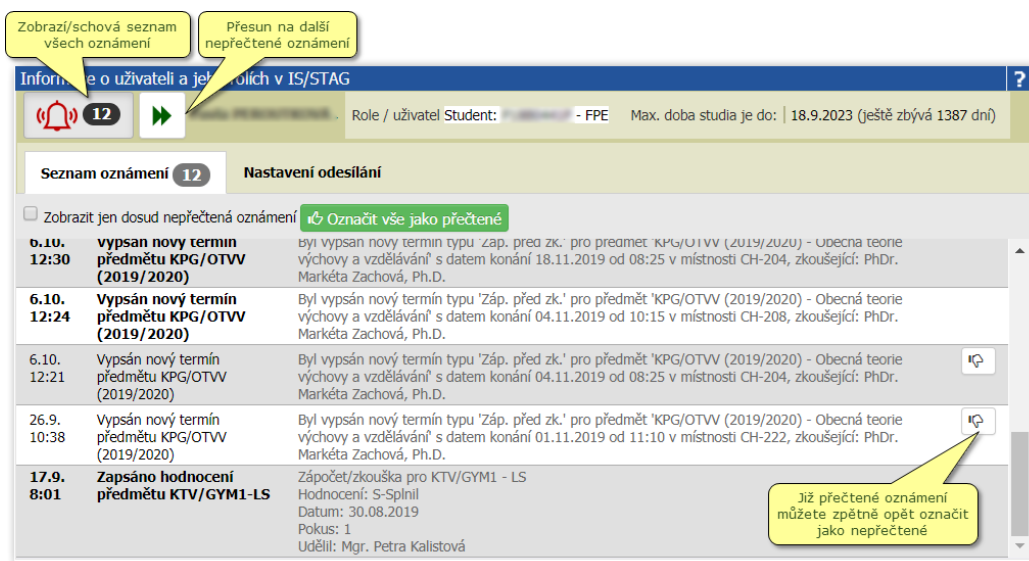 Zobrazí/schová seznam
všech oznámení
Přesun na další
nepřečtené oznámení
Informace o uživateli a jeho rolích v IS/STAG
?
12
Role / uživatel Student: - FPE Max. doba studia je do: 18.9.2023 (ještě zbývá 1387 dní)
Seznam oznámení 12 Nastavení odesílání
Zobrazit jen dosud nepřečtená oznámení Označit vše jako přečtené
6.10. Vypsán nový termín Byl vypsán nový termín typu 'Záp. před zk.' pro předmět 'KPG/OTVV (2019/2020) - Obecná teorie
12:30 předmětu KPG/OTVV výchovy a vzdělávání' s datem konání 18.11.2019 od 08:25 v místnosti CH-204, zkoušející: PhDr.
(2019/2020) Markéta Zachová, Ph.D.
6.10. Vypsán nový termín Byl vypsán nový termín typu 'Záp. před zk.' pro předmět 'KPG/OTVV (2019/2020) - Obecná teorie
12:24 předmětu KPG/OTVV výchovy a vzdělávání' s datem konání 04.11.2019 od 10:15 v místnosti CH-208, zkoušející: PhDr.
(2019/2020) Markéta Zachová, Ph.D.
6.10. Vypsán nový termín Byl vypsán nový termín typu 'Záp. před zk.' pro předmět 'KPG/OTVV (2019/2020) - Obecná teorie
12:21 předmětu KPG/OTVV výchovy a vzdělávání' s datem konání 04.11.2019 od 08:25 v místnosti CH-204, zkoušející: PhDr.
(2019/2020) Markéta Zachová, Ph.D.
26.9. Vypsán nový termín Byl vypsán nový termín typu 'Záp. před zk.' pro předmět 'KPG/OTVV (2019/2020) - Obecná teorie
10:38 předmětu KPG/OTVV výchovy a vzdělávání' s datem konání 01.11.2019 od 11:10 v místnosti CH-222, zkoušející: PhDr.
(2019/2020) Markéta Zachová, Ph.D.
17.9. Zapsáno hodnocení Zápočet/zkouška pro KTV/GYM1 - LS
8:01 předmětu KTV/GYM1-LS Hodnocení: S-Splnil
Datum: 30.08.2019
Pokus: 1
Udělil: Mgr. Petra Kalistová
Již přečtené oznámení
můžete zpětně opět označit
jako nepřečtené